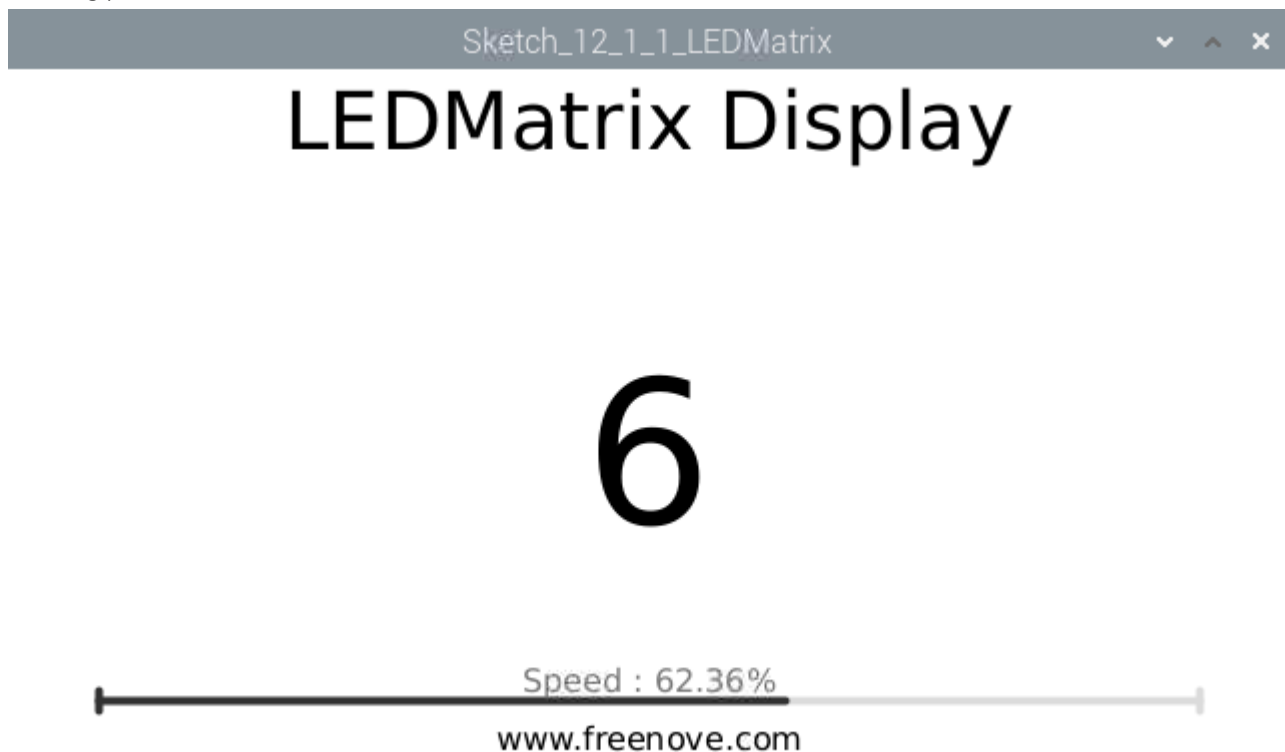 Sketch_12_1_1_LEDMatrix
LEDMatrix Display
6
Speed : 62.36%
www.freenove.com